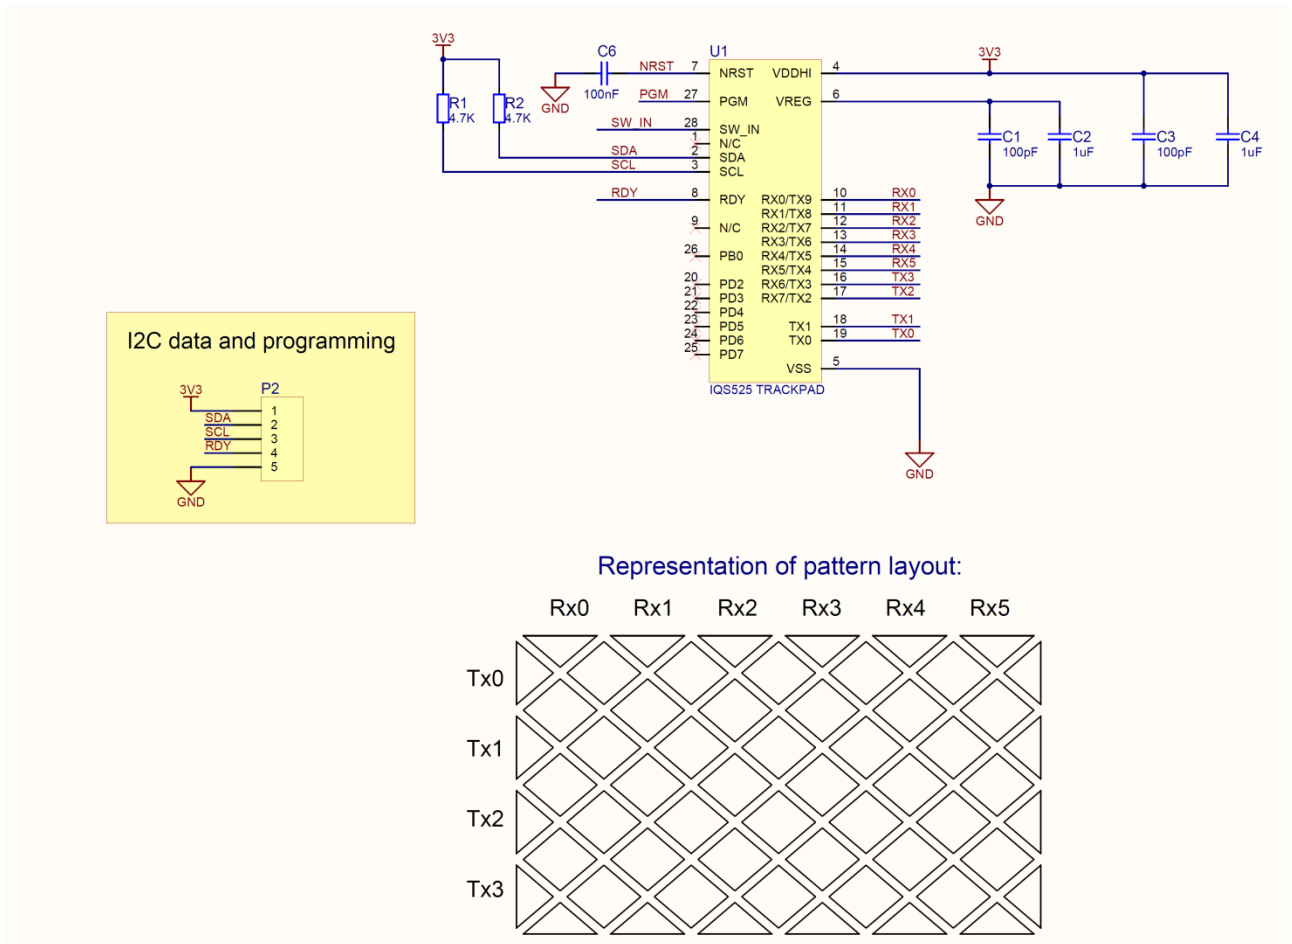 3V3
R1
4.7K
R2
4.7K
C6
100nF
GND
NRST 7
PGM 27
SW_IN 28
1
SDA 2
SCL 3
RDY 8
9
26
20
21
22
23
24
25
U1
NRST VDDHI
PGM VREG
SW_IN
N/C
SDA
SCL
RDY RX0/TX9
RX1/TX8
N/C RX2/TX7
RX3/TX6
PB0 RX4/TX5
RX5/TX4
PD2 RX6/TX3
PD3 RX7/TX2
PD4
PD5 TX1
PD6 TX0
PD7
VSS
IQS525 TRACKPAD
4
6
10 RX0
11 RX1
12 RX2
13 RX3
14 RX4
15 RX5
16 TX3
17 TX2
18 TX1
19 TX0
5
GND
3V3
C1
100pF
C2
1uF
C3
100pF
C4
1uF
GND
I2C data and programming
3V3
P2
1
SDA 2
SCL 3
RDY 4
5
GND
Representation of pattern layout:
Rx0 Rx1 Rx2 Rx3 Rx4 Rx5
Tx0
Tx1
Tx2
Tx3